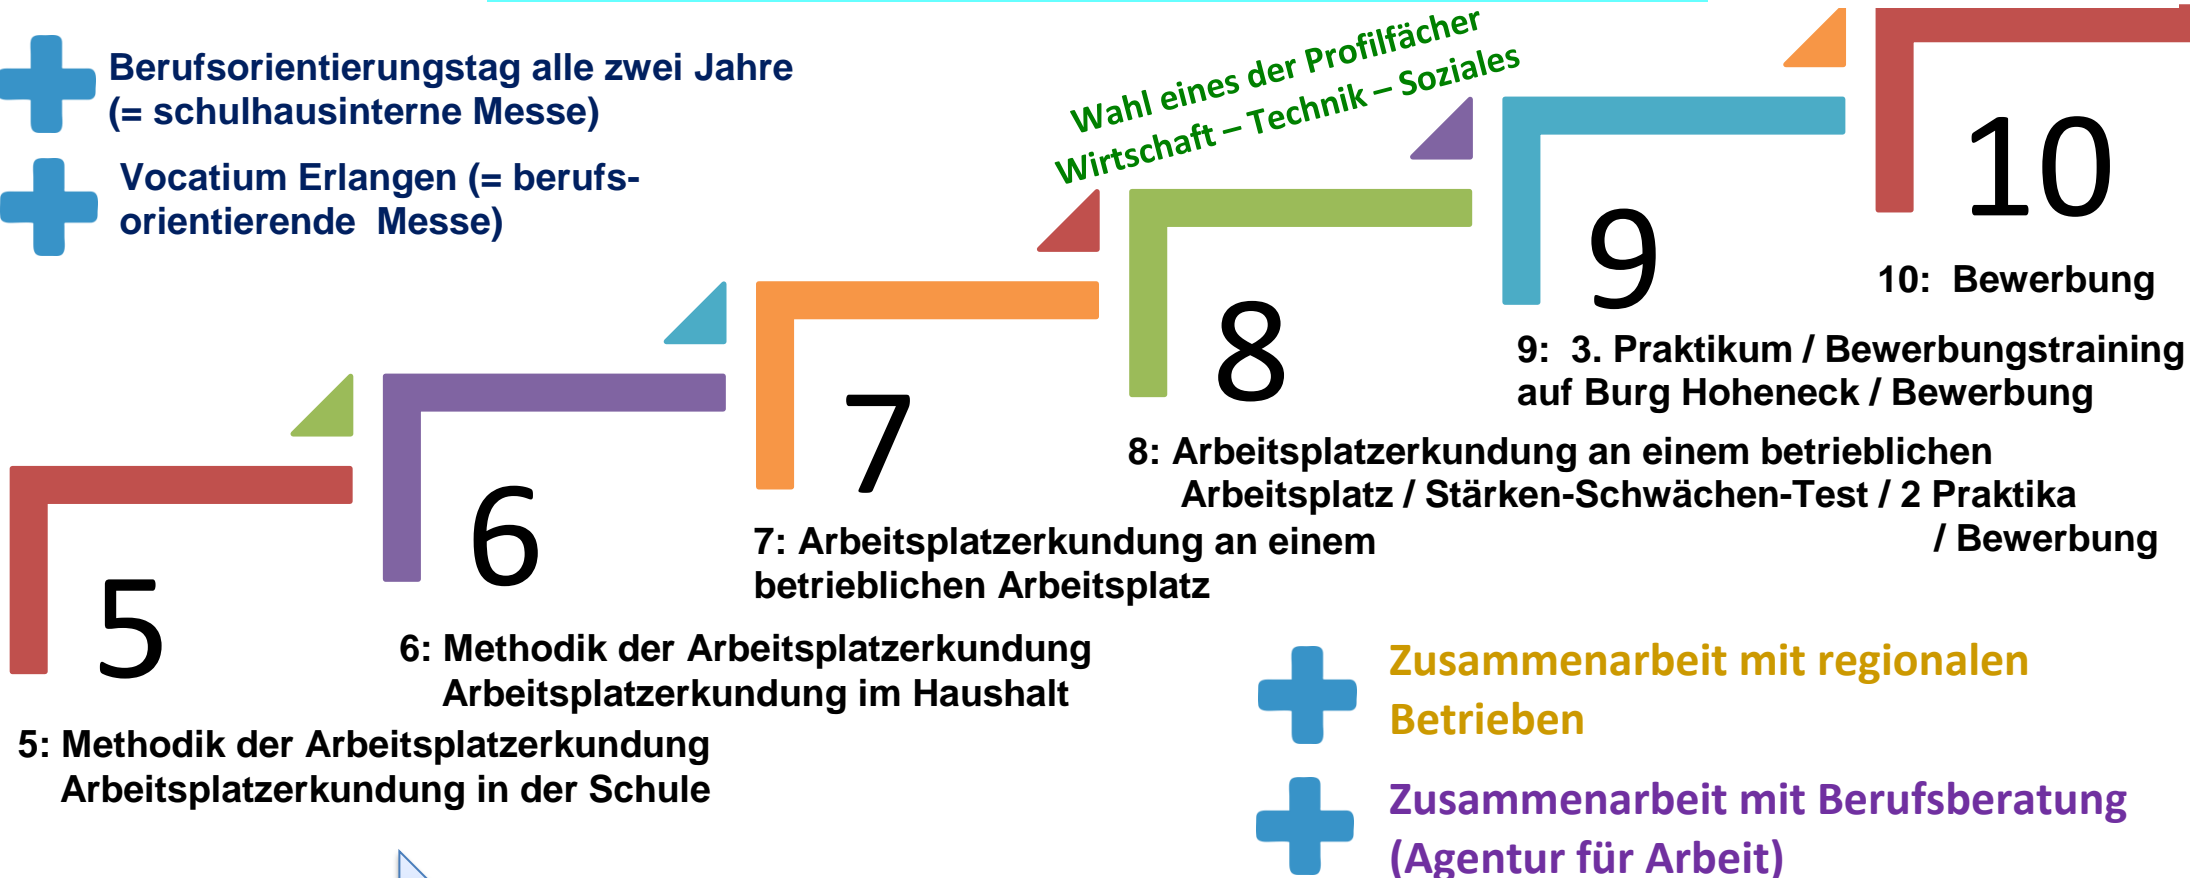 Berufsorientierungstag alle zwei Jahre
(= schulhausinterne Messe)
Vocatium Erlangen (= berufs-
orientierende Messe)
Wahl eines der Profilfächer
Wirtschaft – Technik – Soziales
10
10: Bewerbung
9
9: 3. Praktikum / Bewerbungstraining
auf Burg Hoheneck / Bewerbung
8
8: Arbeitsplatzerkundung an einem betrieblichen
Arbeitsplatz / Stärken-Schwächen-Test / 2 Praktika
/ Bewerbung
7
7: Arbeitsplatzerkundung an einem
betrieblichen Arbeitsplatz
6
6: Methodik der Arbeitsplatzerkundung
Arbeitsplatzerkundung im Haushalt
5
5: Methodik der Arbeitsplatzerkundung
Arbeitsplatzerkundung in der Schule
Zusammenarbeit mit regionalen
Betrieben
Zusammenarbeit mit Berufsberatung
(Agentur für Arbeit)